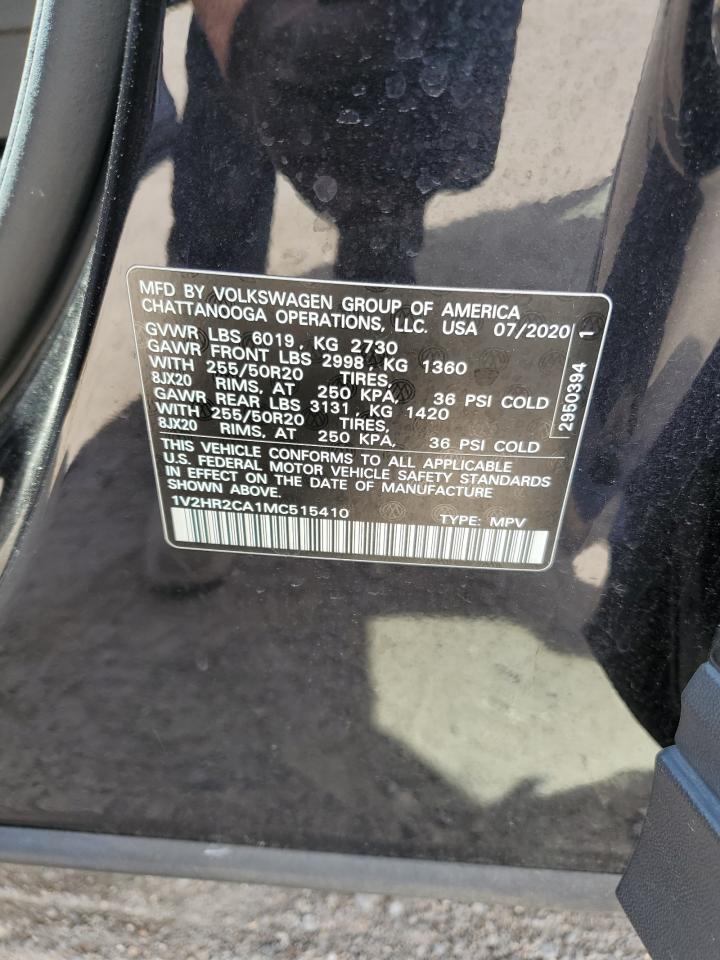 MFD BY VOLKSWAGEN GROUP OF AMERICA
CHATTANOOGA OPERATIONS, LLC. USA 07/2020
GVWR LBS 6019, KG 2730
GAWR FRONT LBS 2998, KG 1360
WITH 255/50R20 TIRES,
8JX20 RIMS, AT 250 KPA, 36 PSI COLD
GAWR REAR LBS 3131, KG 1420
WITH 255/50R20 TIRES,
8JX20 RIMS, AT 250 KPA, 36 PSI COLD
THIS VEHICLE CONFORMS TO ALL APPLICABLE
U.S. FEDERAL MOTOR VEHICLE SAFETY STANDARDS
IN EFFECT ON THE DATE OF MANUFACTURE
SHOWN ABOVE.
1V2HR2CA1MC515410 TYPE: MPV
2950394 1